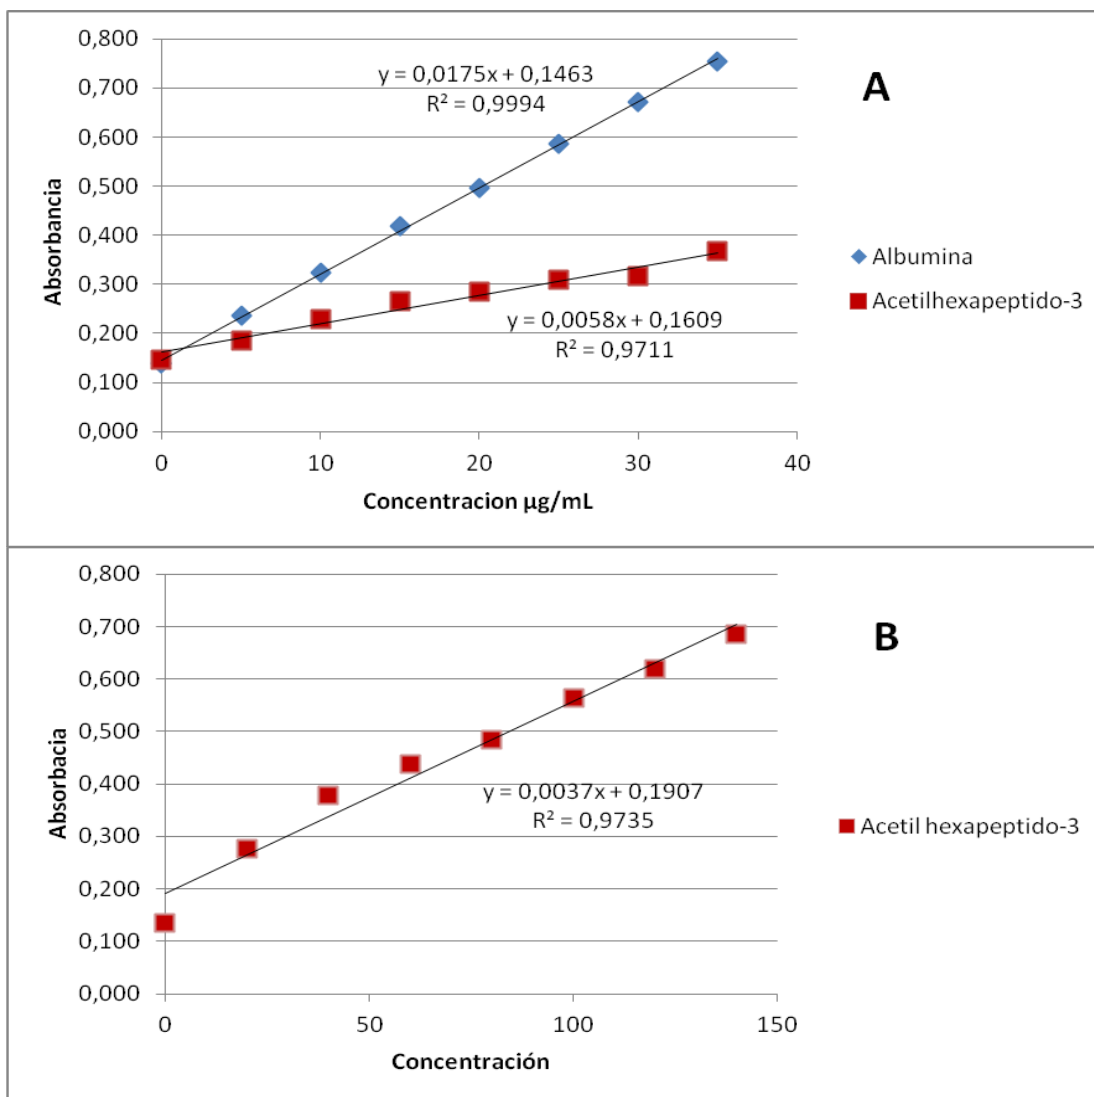 0,800
0,700
0,600
0,500
0,400
0,300
0,200
0,100
0,000
Absorbancia
y = 0,0175x + 0,1463
R² = 0,9994
A
Albumina
Acetilhexapeptido-3
y = 0,0058x + 0,1609
R² = 0,9711
0 10 20 30 40
Concentracion µg/mL
0,800
0,700
0,600
0,500
0,400
0,300
0,200
0,100
0,000
Absorbacia
B
y = 0,0037x + 0,1907
R² = 0,9735
Acetil hexapeptido-3
0 50 100 150
Concentración